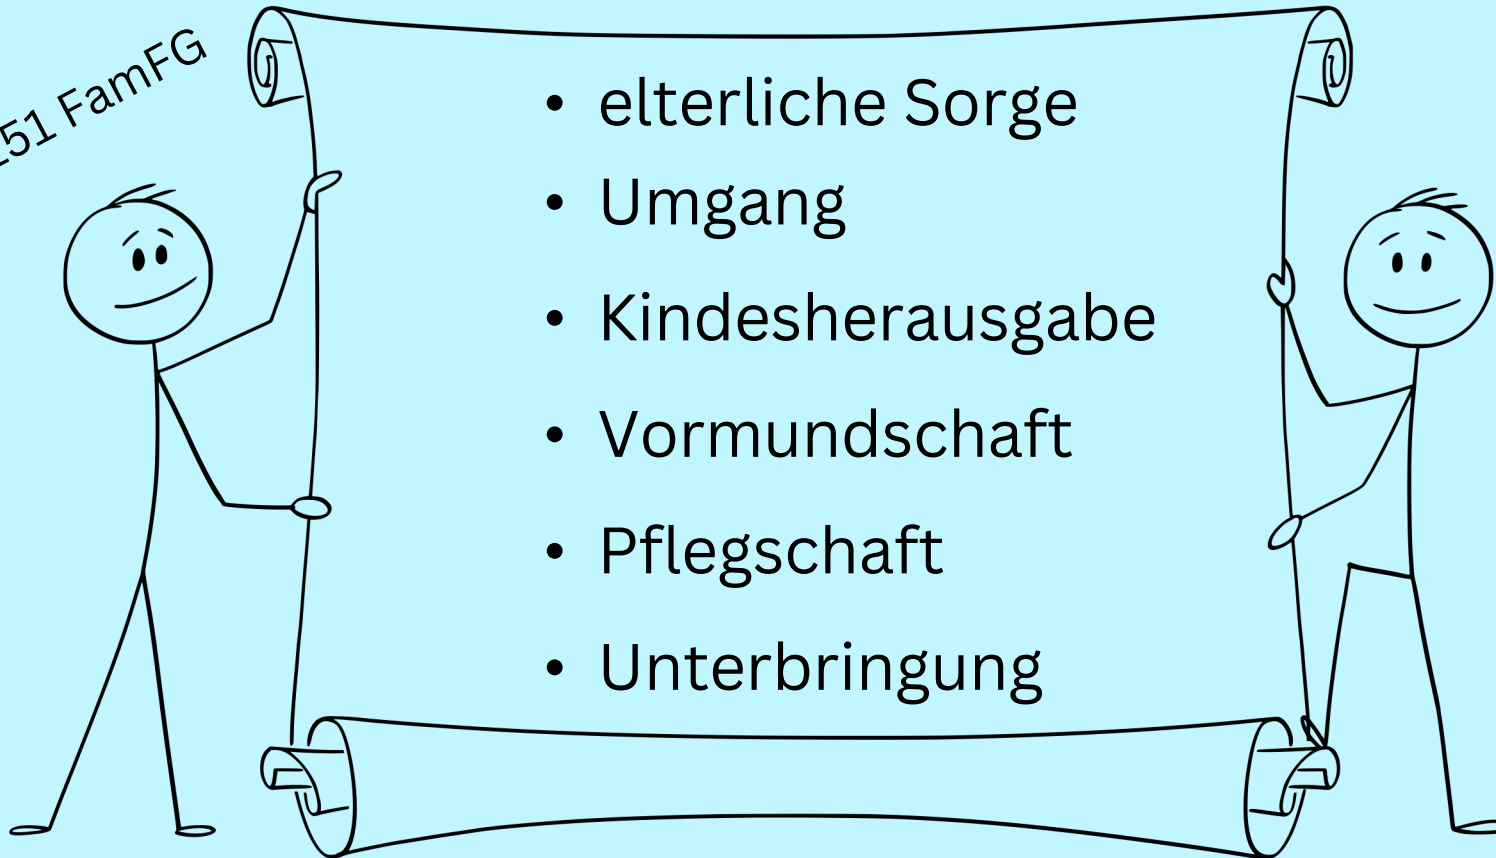 51 FamFG
• elterliche Sorge
• Umgang
• Kindesherausgabe
• Vormundschaft
• Pflegschaft
• Unterbringung